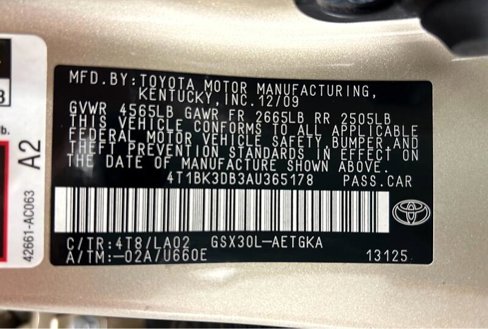 MFD.BY:TOYOTA MOTOR MANUFACTURING,
KENTUCKY,INC.12/09
GVWR 4565LB GAWR FR 2665LB RR 2505LB
THIS VEHICLE CONFORMS TO ALL APPLICABLE
FEDERAL MOTOR VEHICLE SAFETY,BUMPER,AND
THEFT PREVENTION STANDARDS IN EFFECT ON
THE DATE OF MANUFACTURE SHOWN ABOVE.
4T1BK3DB3AU365178 PASS.CAR
TOYOTA
C/TR:4T8/LA02 GSX30L-AETGKA
A/TM:-02A/U660E 13125
A2
42661-AC063
lb.